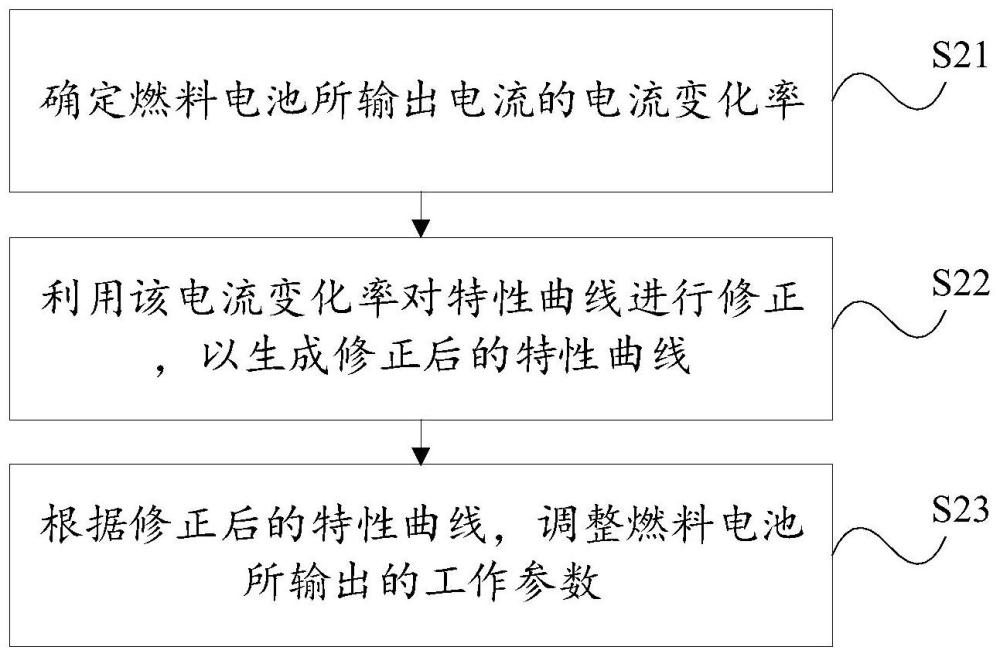 S21
确定燃料电池所输出电流的电流变化率
S22
利用该电流变化率对特性曲线进行修正
，以生成修正后的特性曲线
S23
根据修正后的特性曲线，调整燃料电池
所输出的工作参数